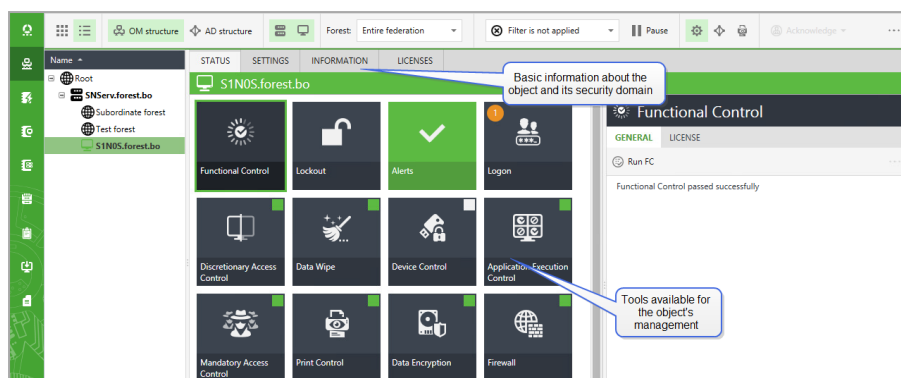 OM structure
AD structure
Forest:
Entire federation
Filter is not applied
Pause
Acknowledge
Name
STATUS
SETTINGS
INFORMATION
LICENSES
Root
SNServ.forest.bo
Subordinate forest
Test forest
S1N0S.forest.bo
S1N0S.forest.bo
Basic information about the
object and its security domain
Functional Control
Lockout
Alerts
1
Logon
Discretionary Access
Control
Data Wipe
Device Control
Application Execution
Control
Mandatory Access
Control
Print Control
Data Encryption
Firewall
Functional Control
GENERAL
LICENSE
Run FC
Functional Control passed successfully
Tools available for
the object's
management